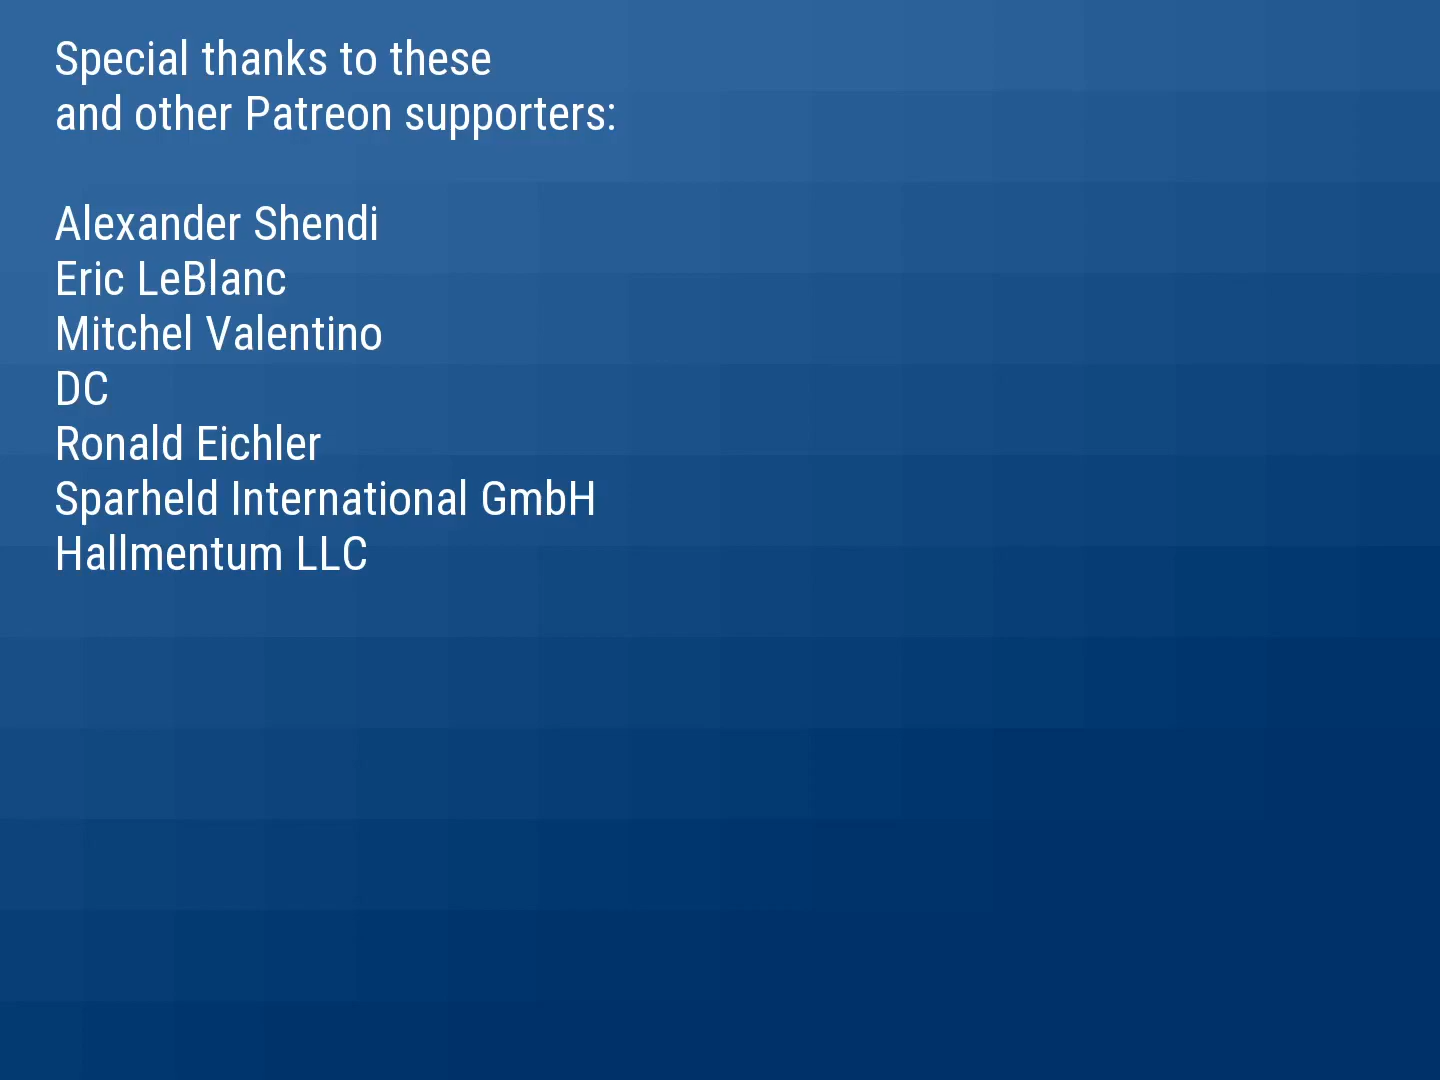 Special thanks to these
and other Patreon supporters:
Alexander Shendi
Eric LeBlanc
Mitchel Valentino
DC
Ronald Eichler
Sparheld International GmbH
Hallmentum LLC